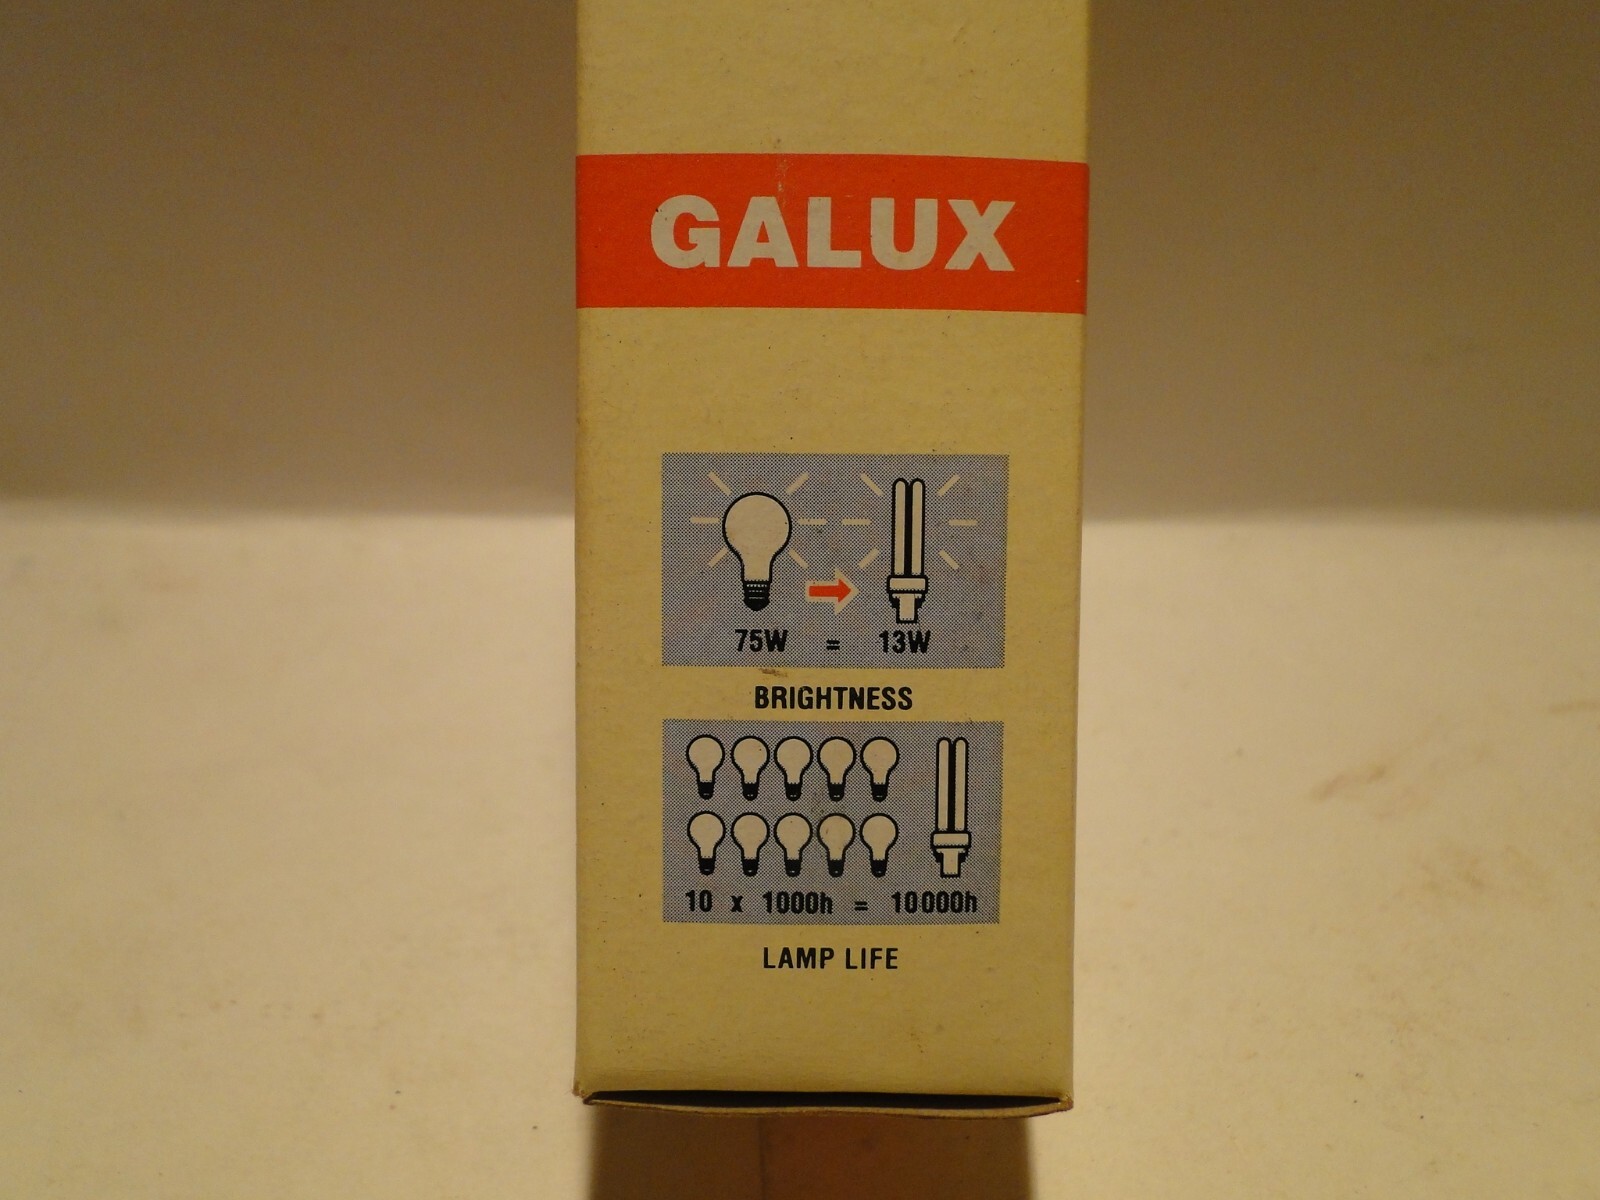 GALUX
75W = 13W
BRIGHTNESS
10 x 1000h = 10000h
LAMP LIFE